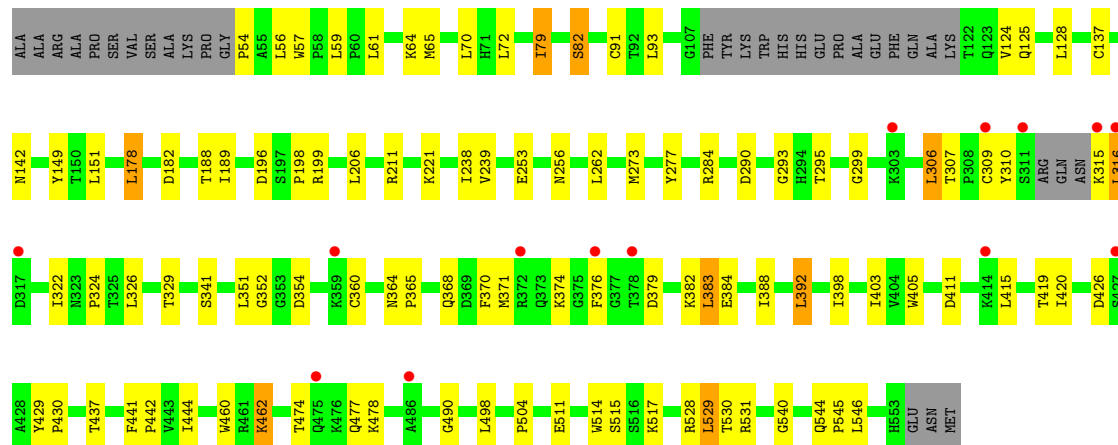 ALA ALA ARG ALA PRO SER VAL SER ALA LYS PRO GLY P54 A55 L56 W57 P58 L59 P60 L61 K64 M65 L70 H71 L72 I79 S82 C91 T92 L93 G107 PHE TYR LYS TRP HIS HIS GLU PRO ALA GLU PHE GLN ALA LYS T122 Q123 V124 Q125 L128 C137
N142 Y149 T150 L151 L178 D182 T188 I189 D196 S197 P198 R199 L206 R211 K221 I238 V239 E253 N256 L262 M273 Y277 R284 D290 G293 H294 T295 G299 K303 L306 T307 P308 C309 Y310 S311 ARG GLN ASN K315 L316
D317 I322 N323 P324 T325 L326 T329 S341 L351 G352 G353 D354 K359 C360 N364 P365 Q368 D369 F370 M371 R372 Q373 K374 G375 F376 G377 T378 D379 K382 L383 E384 I388 L392 I398 I403 V404 W405 D411 K414 L415 T419 I420 D426 S427
A428 Y429 P430 T437 F441 P442 V443 I444 W460 R461 K462 T474 Q475 K476 Q477 K478 A486 G490 L498 P504 E511 W514 S515 S516 K517 R528 L529 T530 R531 G540 Q544 P545 L546 H553 GLU ASN MET